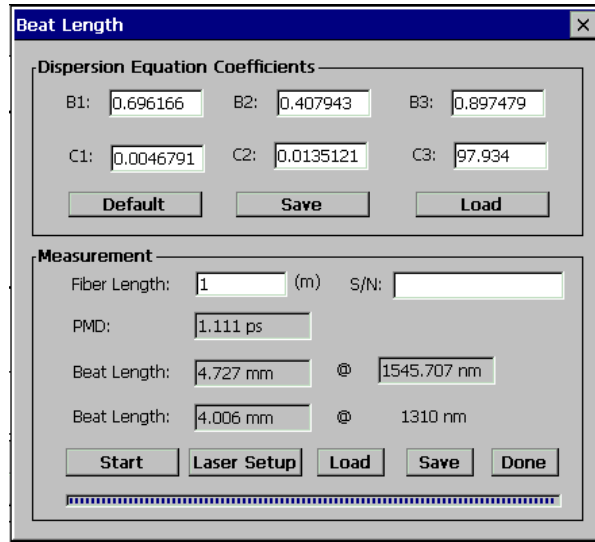 Beat Length
Dispersion Equation Coefficients
B1: 0.696166 B2: 0.407943 B3: 0.897479
C1: 0.0046791 C2: 0.0135121 C3: 97.934
Default Save Load
Measurement
Fiber Length: 1 (m) S/N:
PMD: 1.111 ps
Beat Length: 4.727 mm @ 1545.707 nm
Beat Length: 4.006 mm @ 1310 nm
Start Laser Setup Load Save Done